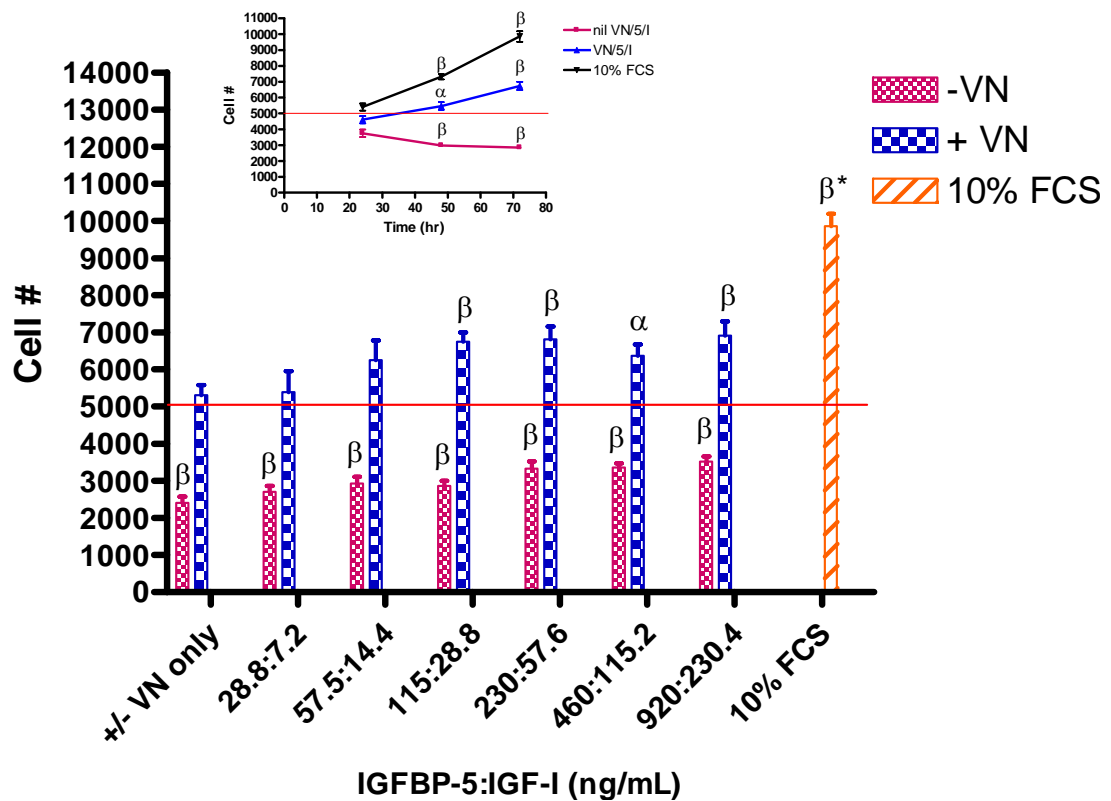 11000
10000
9000
8000
7000
6000
5000
4000
3000
2000
1000
0
Cell #
0 10 20 30 40 50 60 70 80
Time (hr)
β
β
α
β
β
β
nil VN/5/I
VN/5/I
10% FCS
-VN
+ VN
10% FCS
14000
13000
12000
11000
10000
9000
8000
7000
6000
5000
4000
3000
2000
1000
0
Cell #
β
β
β
β
β
β
α
β
β
β
β
β*
+/- VN only
28.8:7.2
57.5:14.4
115:28.8
230:57.6
460:115.2
920:230.4
10% FCS
IGFBP-5:IGF-I (ng/mL)